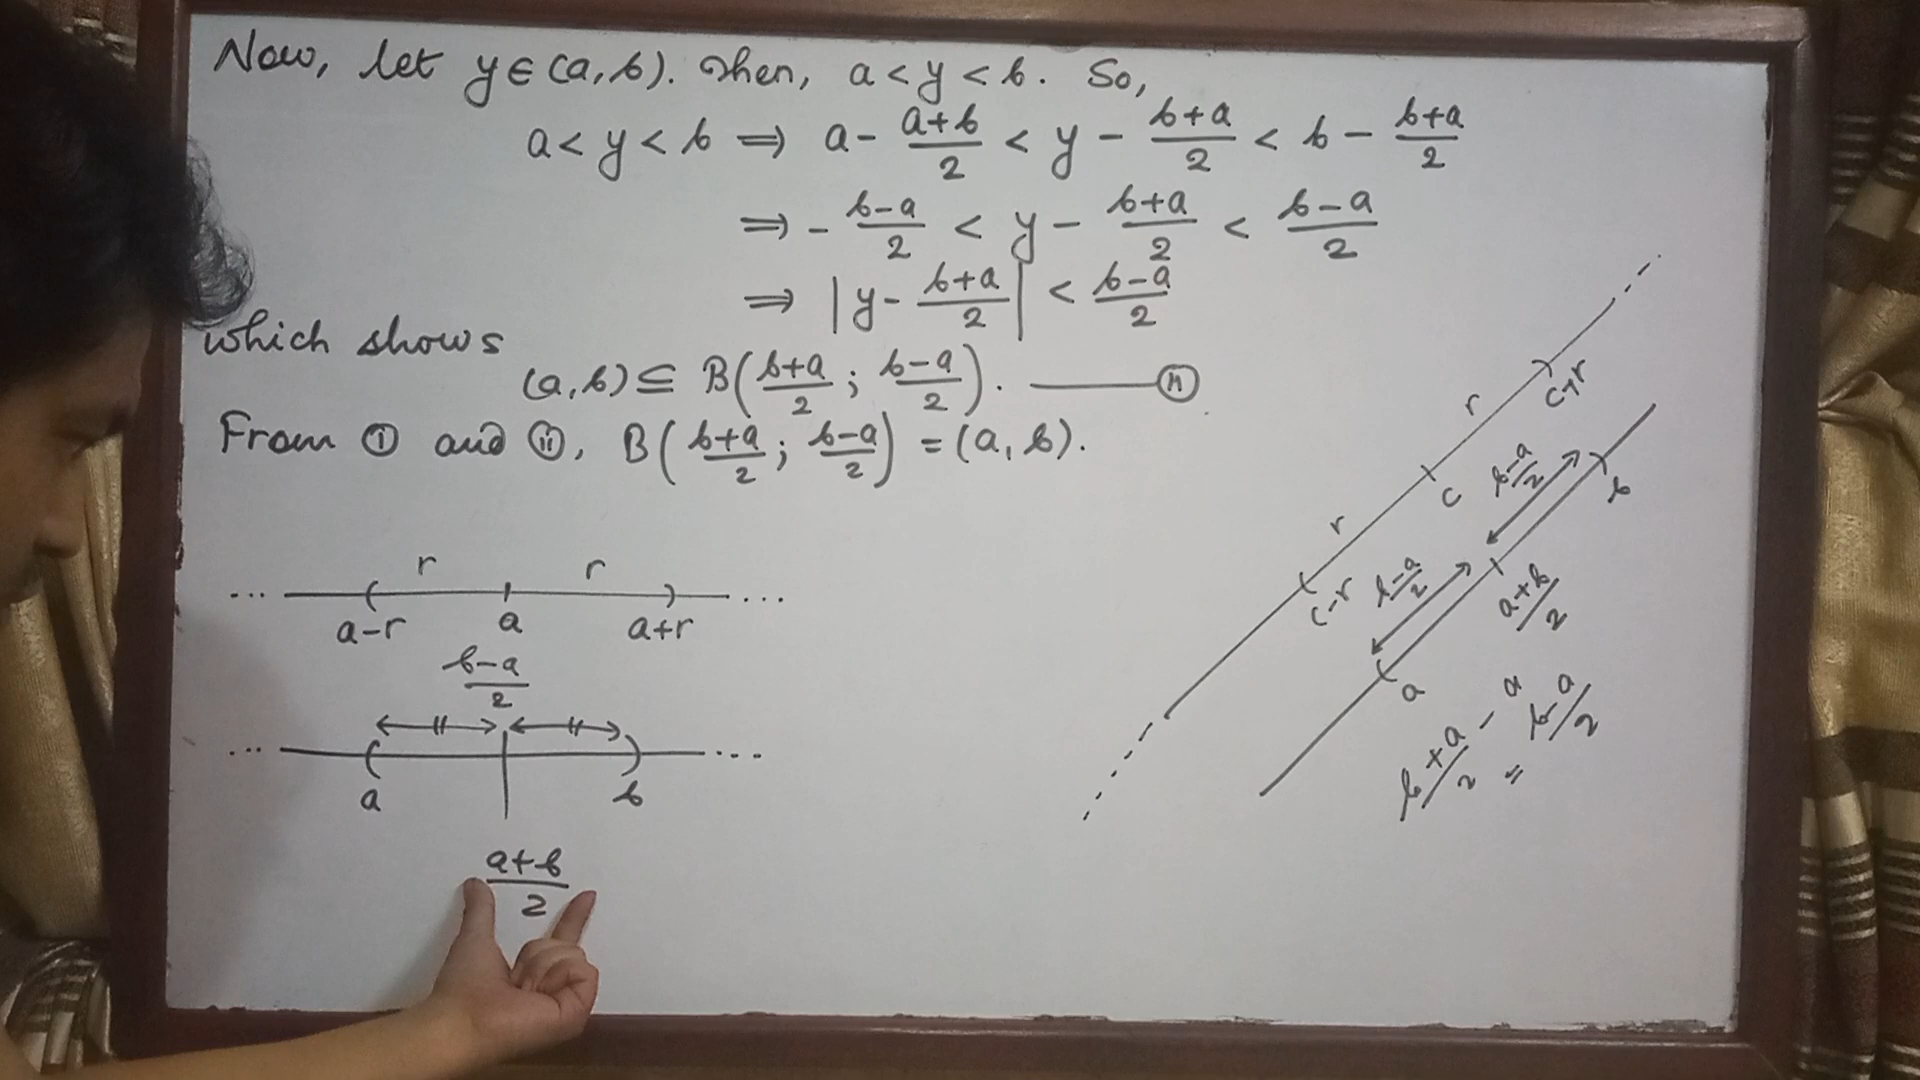 Now, let y∈(a,b). Then, a<y<b. So,
a<y<b ⟹ a - (a+b)/2 < y - (b+a)/2 < b - (b+a)/2
⟹ - (b-a)/2 < y - (b+a)/2 < (b-a)/2
⟹ |y - (b+a)/2| < (b-a)/2
which shows
(a,b) ⊆ B((b+a)/2 ; (b-a)/2). ——— (ii)
From (i) and (ii), B((b+a)/2 ; (b-a)/2) = (a,b).
r r
... ( ) ...
a-r a a+r
(b-a)/2
... ( ) ...
a b
(a+b)/2
r r
c-r c c+r
(b-a)/2 (b-a)/2
a (a+b)/2 b
(b+a)/2 - a
= (b-a)/2